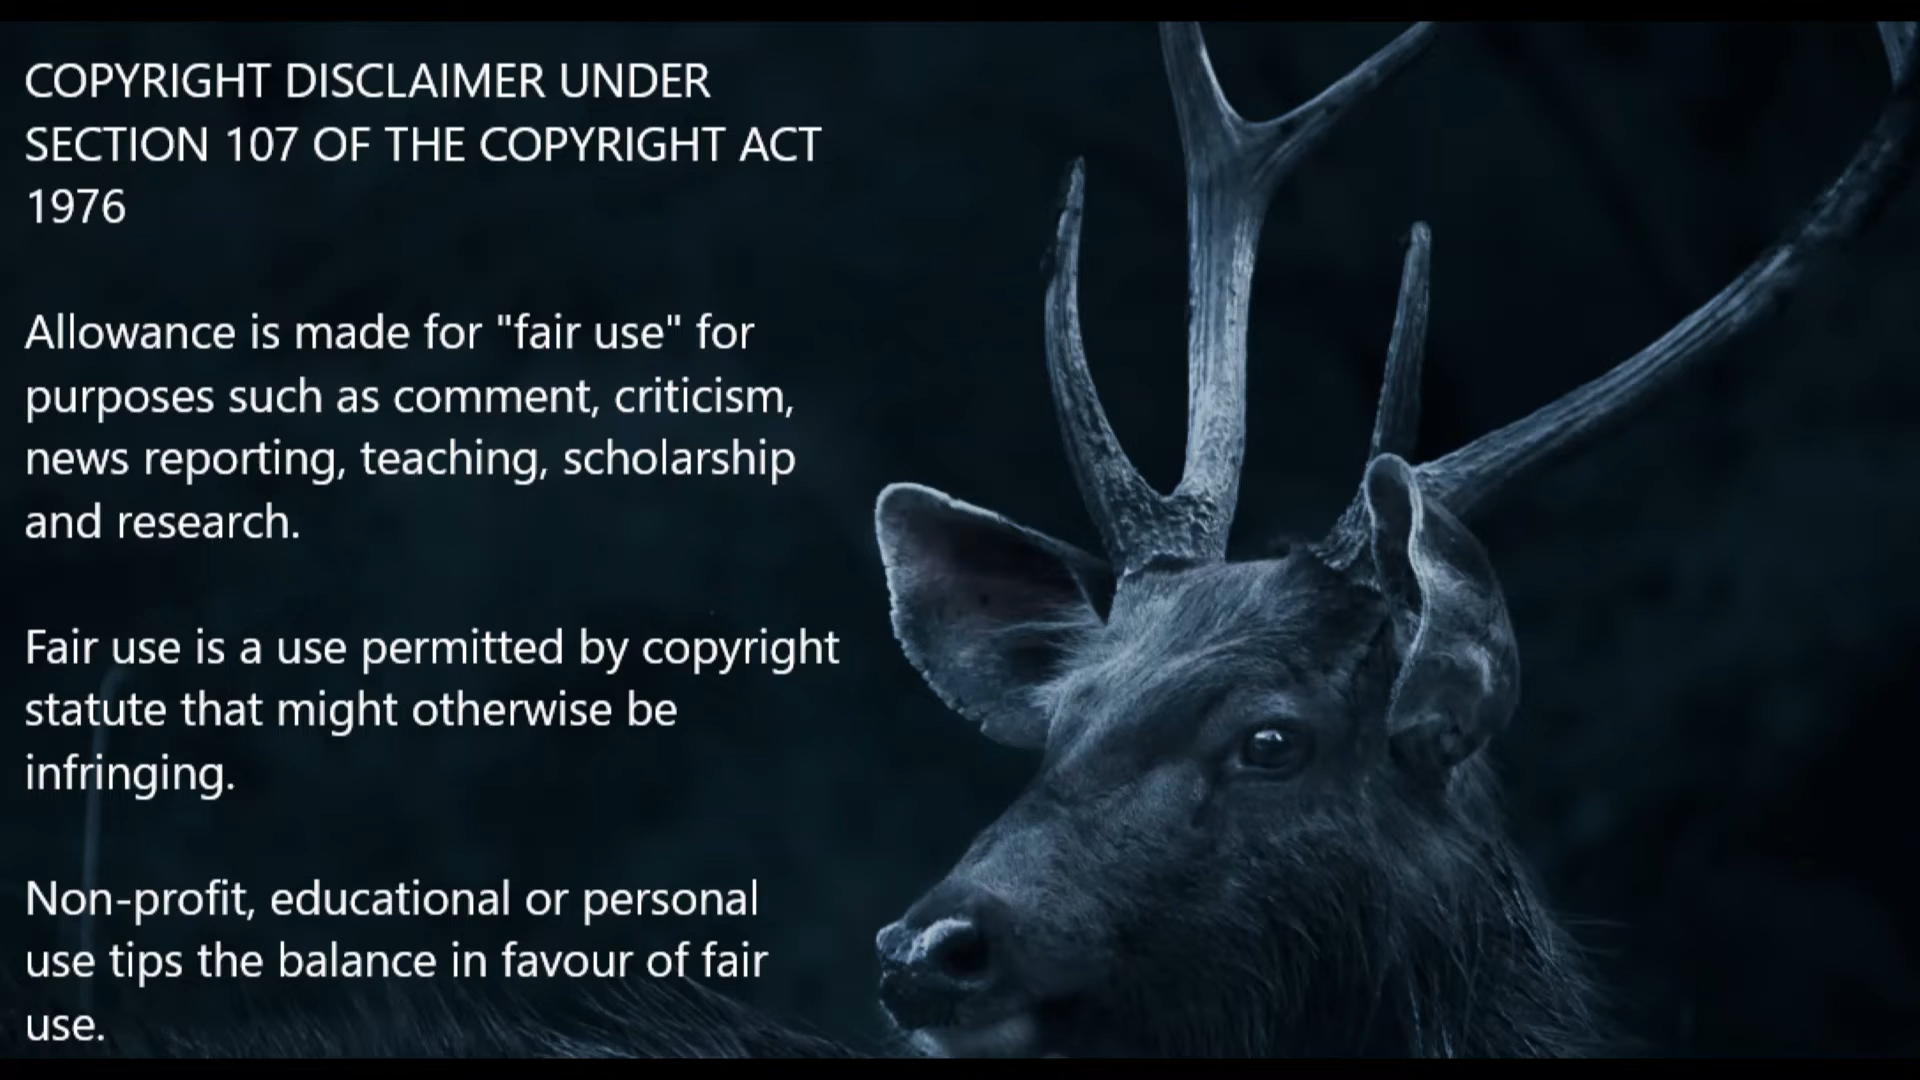 COPYRIGHT DISCLAIMER UNDER
SECTION 107 OF THE COPYRIGHT ACT
1976
Allowance is made for "fair use" for
purposes such as comment, criticism,
news reporting, teaching, scholarship
and research.
Fair use is a use permitted by copyright
statute that might otherwise be
infringing.
Non-profit, educational or personal
use tips the balance in favour of fair
use.